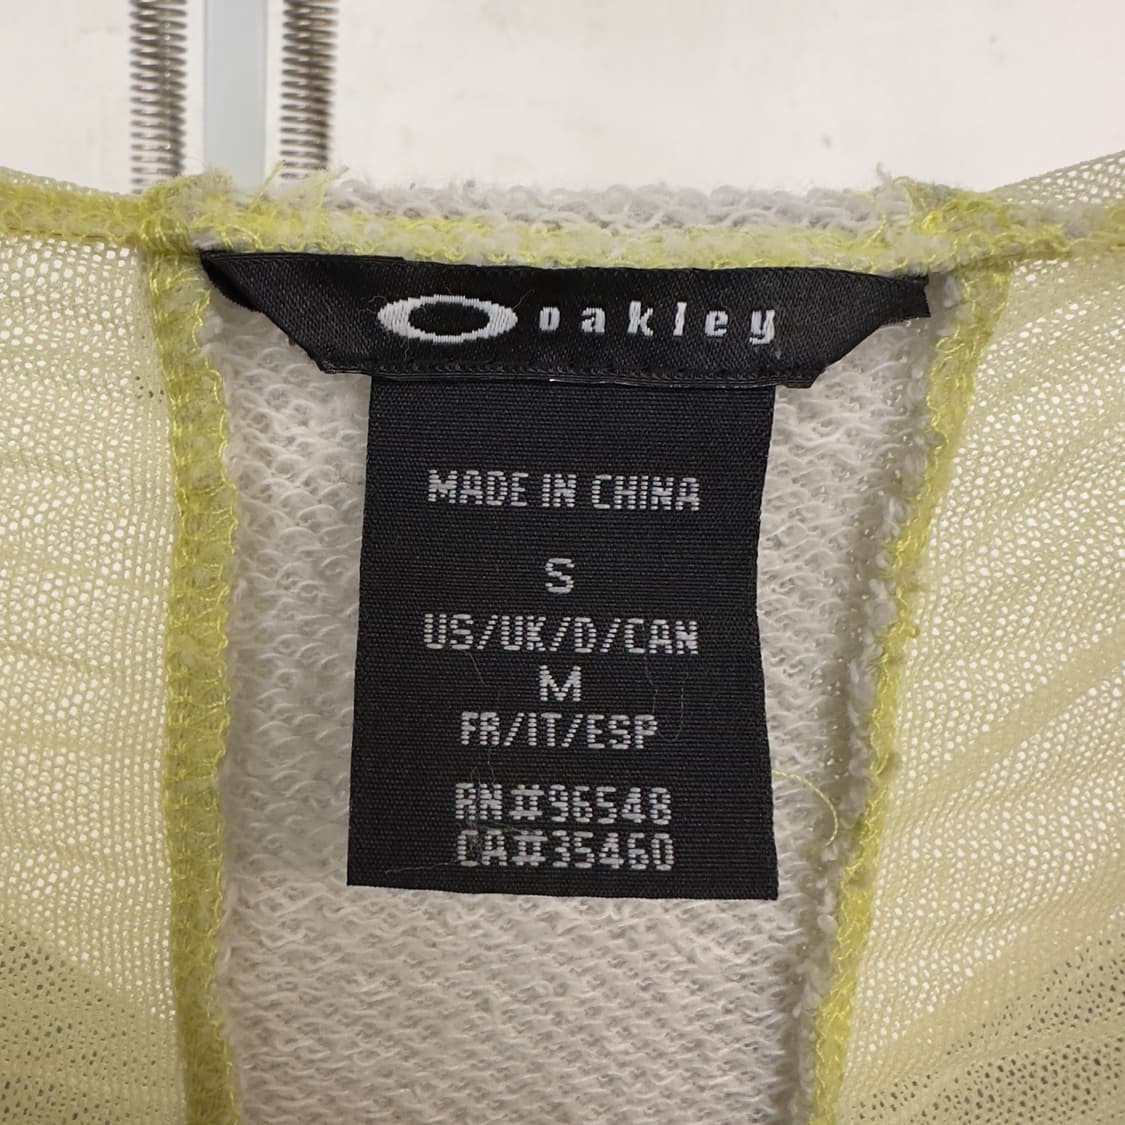 oakley
MADE IN CHINA
S
US/UK/D/CAN
M
FR/IT/ESP
RN#96548
CA#35460